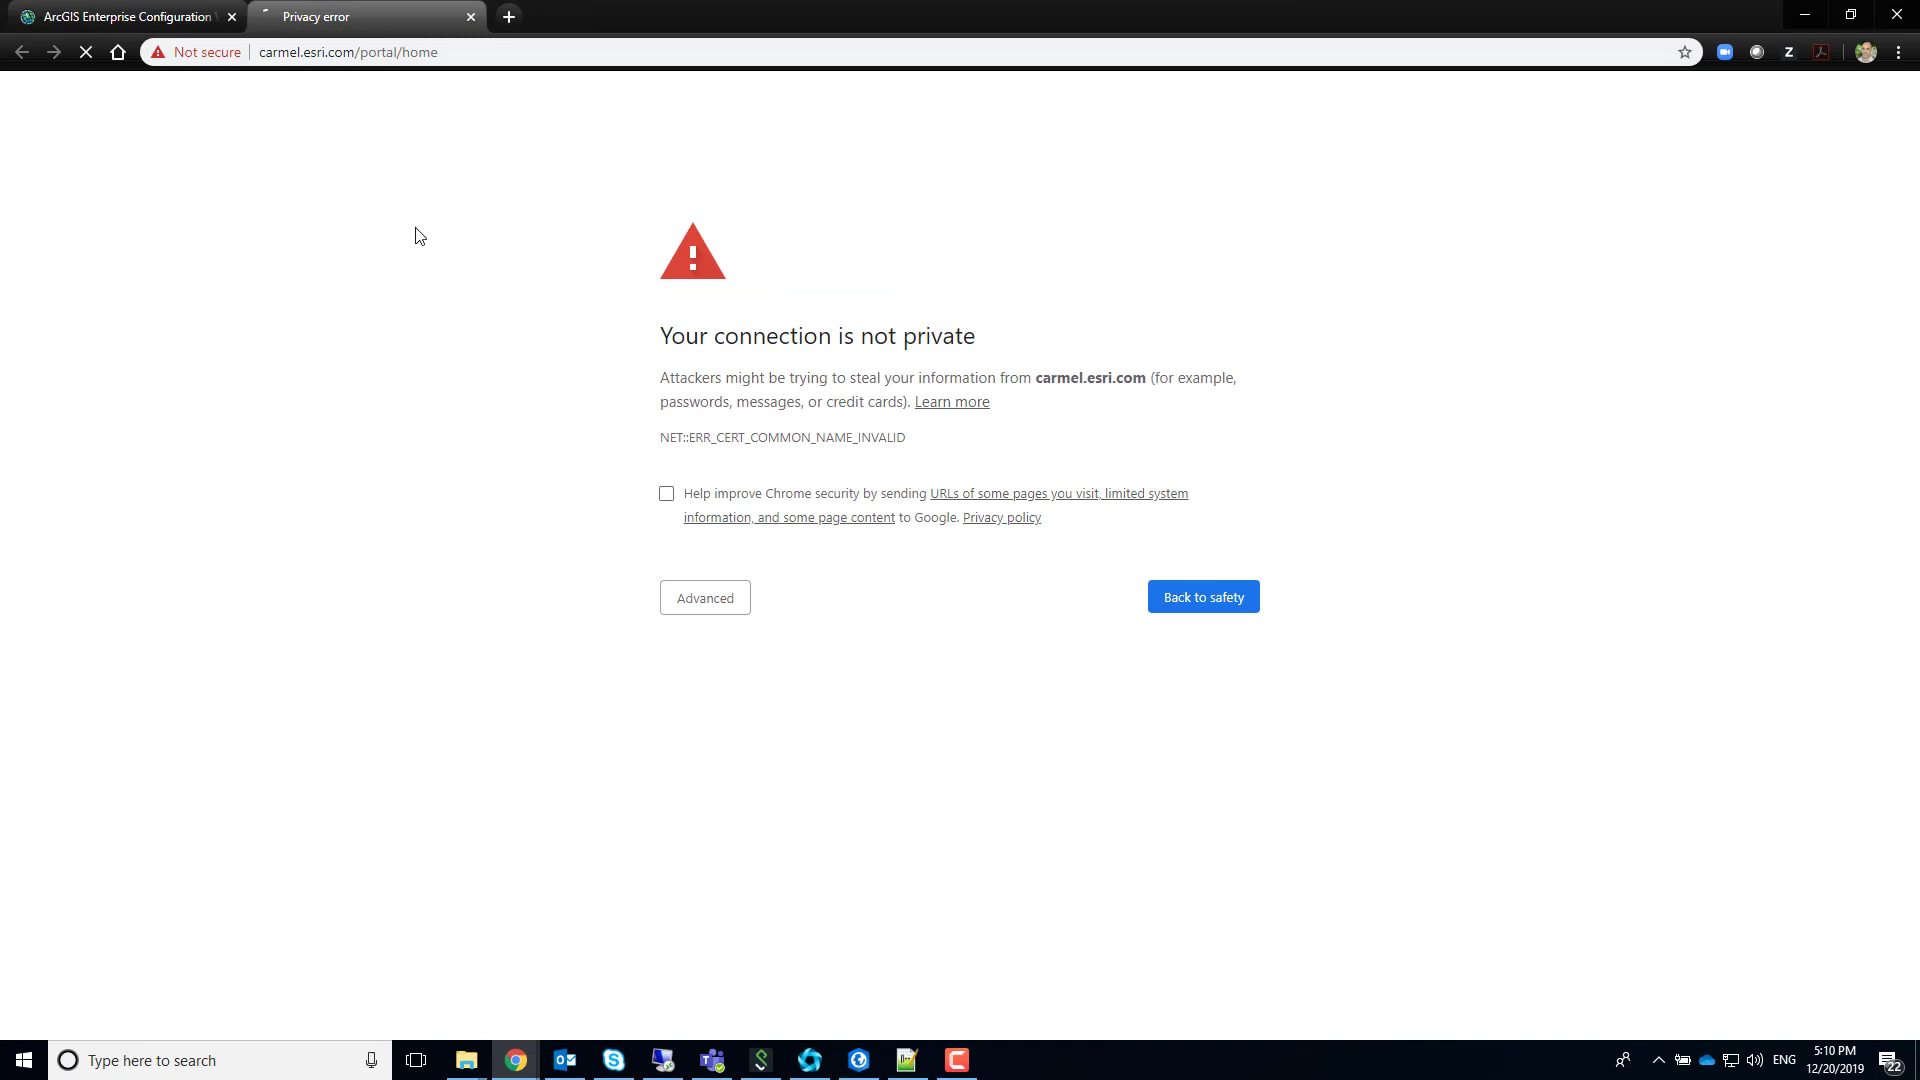 ArcGIS Enterprise Configuration
Privacy error
Not secure
carmel.esri.com/portal/home
Z
Your connection is not private
Attackers might be trying to steal your information from carmel.esri.com (for example,
passwords, messages, or credit cards). Learn more
NET::ERR_CERT_COMMON_NAME_INVALID
Help improve Chrome security by sending URLs of some pages you visit, limited system
information, and some page content to Google. Privacy policy
Advanced
Back to safety
Type here to search
ENG
5:10 PM
12/20/2019
22